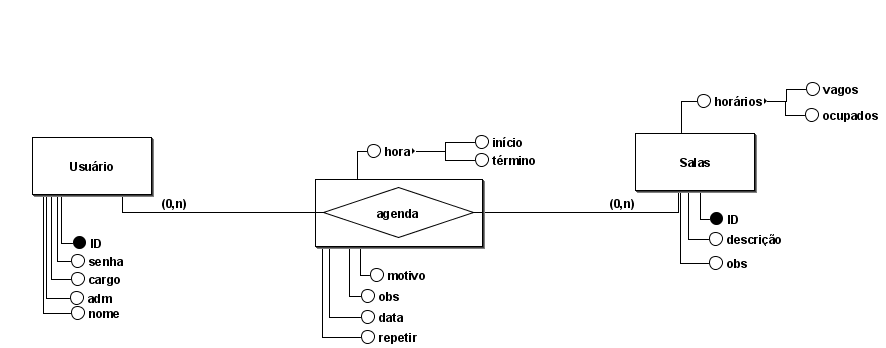 vagos
horários
ocupados
início
hora
término
Usuário
Salas
(0,n)
agenda
(0,n)
ID
senha
cargo
adm
nome
motivo
obs
data
repetir
ID
descrição
obs